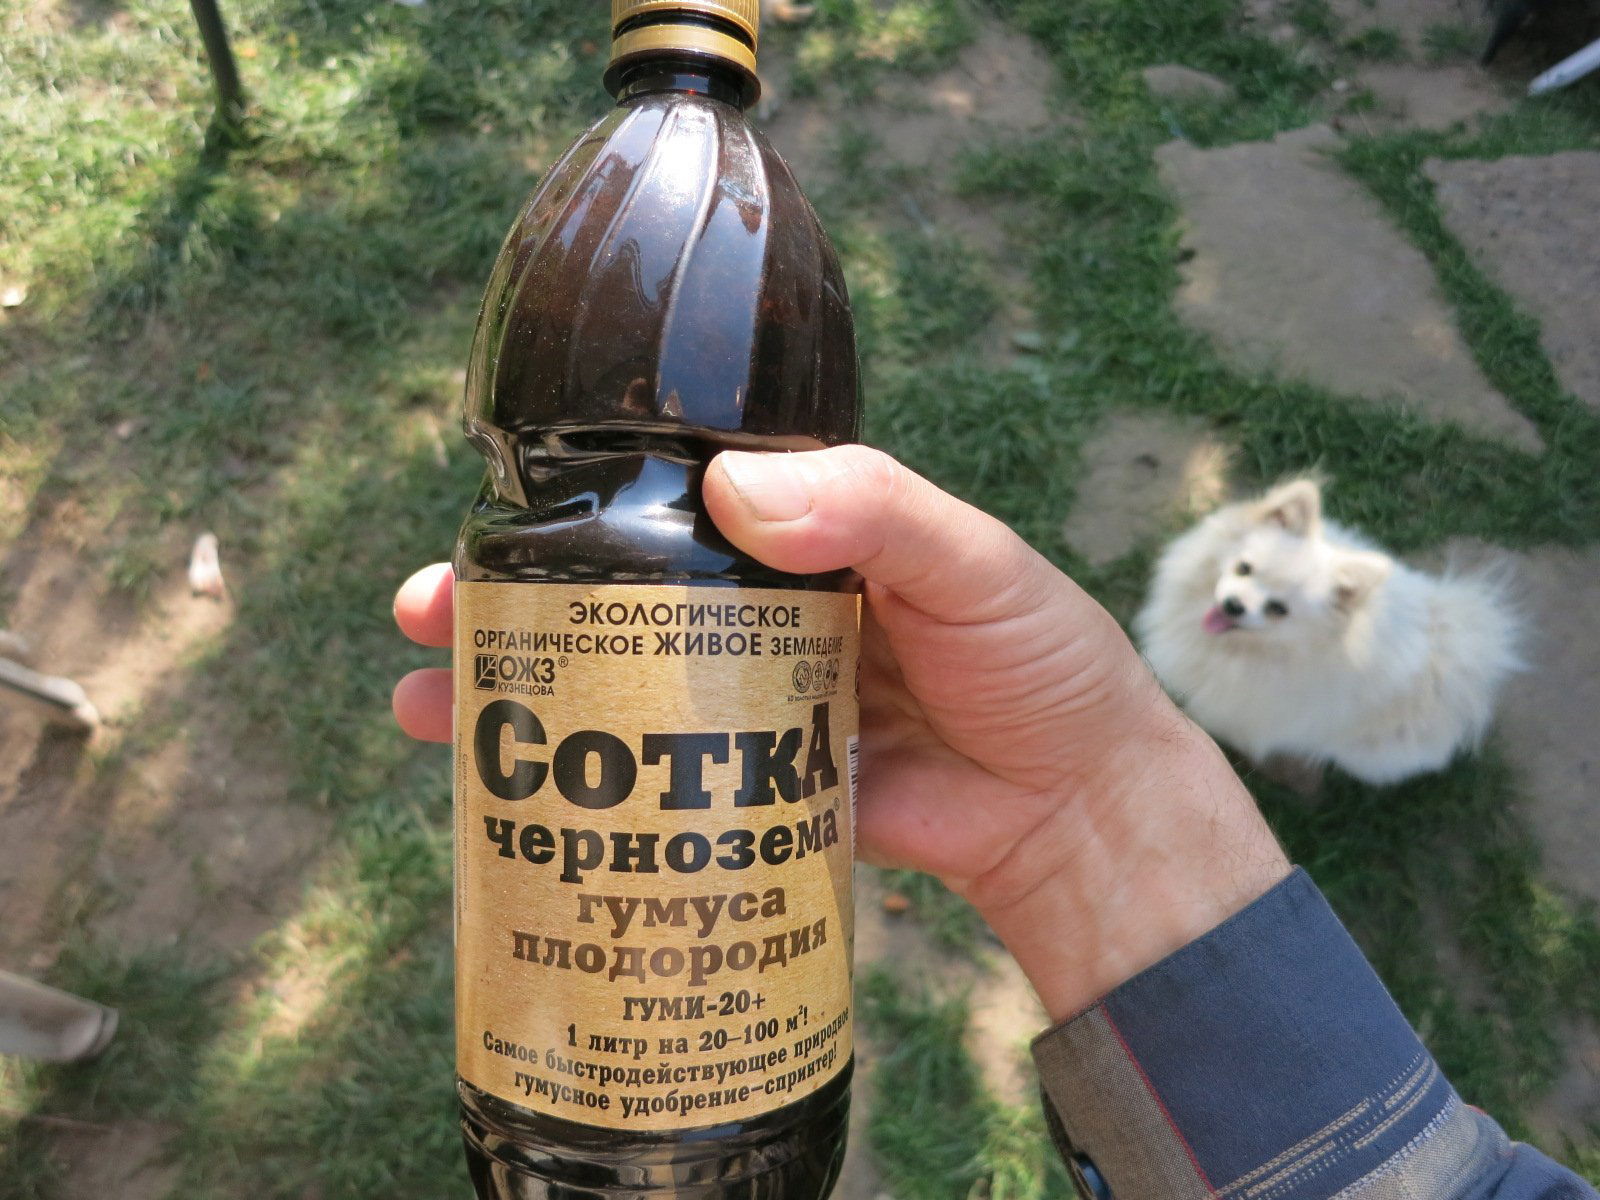 ЭКОЛОГИЧЕСКОЕ
ОРГАНИЧЕСКОЕ ЖИВОЕ ЗЕМЛЕДЕЛИЕ
ОЖЗ®
КУЗНЕЦОВА
СоткА
чернозема®
гумуса
плодородия
ГУМИ-20+
1 литр на 20–100 м²!
Самое быстродействующее природное
гумусное удобрение–спринтер!